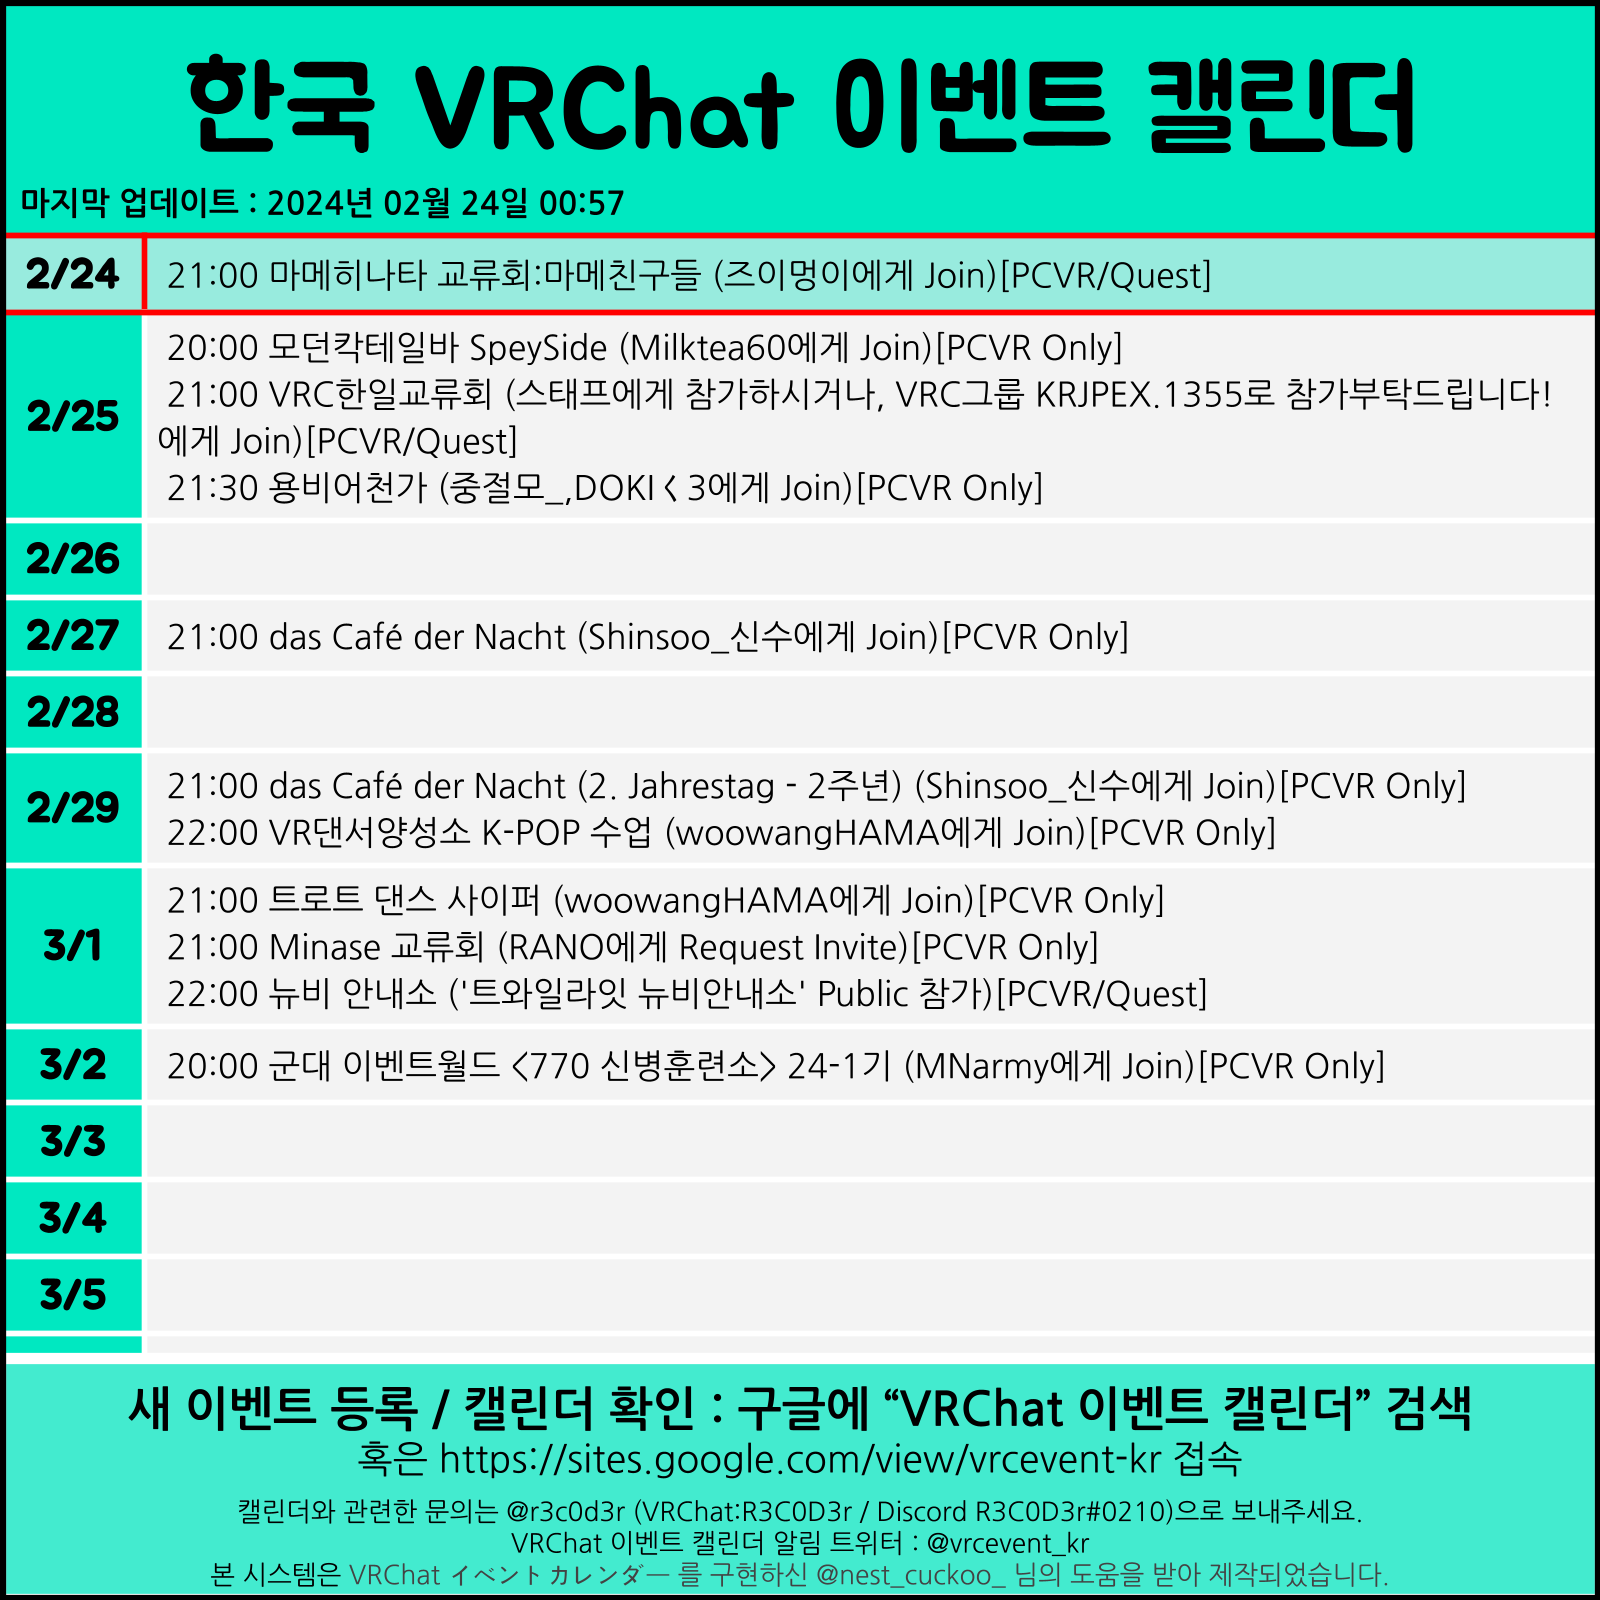 한국 VRChat 이벤트 캘린더
마지막 업데이트 : 2024년 02월 24일 00:57
2/24
21:00 마메히나타 교류회:마메친구들 (즈이멍이에게 Join)[PCVR/Quest]
2/25
20:00 모던칵테일바 SpeySide (Milktea60에게 Join)[PCVR Only]
21:00 VRC한일교류회 (스태프에게 참가하시거나, VRC그룹 KRJPEX.1355로 참가부탁드립니다!
에게 Join)[PCVR/Quest]
21:30 용비어천가 (중절모_,DOKI く 3에게 Join)[PCVR Only]
2/26
2/27
21:00 das Café der Nacht (Shinsoo_신수에게 Join)[PCVR Only]
2/28
2/29
21:00 das Café der Nacht (2. Jahrestag - 2주년) (Shinsoo_신수에게 Join)[PCVR Only]
22:00 VR댄서양성소 K-POP 수업 (woowangHAMA에게 Join)[PCVR Only]
3/1
21:00 트로트 댄스 사이퍼 (woowangHAMA에게 Join)[PCVR Only]
21:00 Minase 교류회 (RANO에게 Request Invite)[PCVR Only]
22:00 뉴비 안내소 ('트와일라잇 뉴비안내소' Public 참가)[PCVR/Quest]
3/2
20:00 군대 이벤트월드 <770 신병훈련소> 24-1기 (MNarmy에게 Join)[PCVR Only]
3/3
3/4
3/5
새 이벤트 등록 / 캘린더 확인 : 구글에 “VRChat 이벤트 캘린더” 검색
혹은 https://sites.google.com/view/vrcevent-kr 접속
캘린더와 관련한 문의는 @r3c0d3r (VRChat:R3C0D3r / Discord R3C0D3r#0210)으로 보내주세요.
VRChat 이벤트 캘린더 알림 트위터 : @vrcevent_kr
본 시스템은 VRChat イベントカレンダー 를 구현하신 @nest_cuckoo_ 님의 도움을 받아 제작되었습니다.